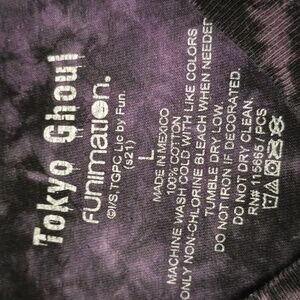 Tokyo Ghoul
FUNIMATION.
©I/S,TGPC Lic by Fun.
(s21)
L
MADE IN MEXICO
100% COTTON
MACHINE WASH COLD WITH LIKE COLORS
ONLY NON-CHLORINE BLEACH WHEN NEEDED
TUMBLE DRY LOW
DO NOT IRON IF DECORATED.
DO NOT DRY CLEAN.
RN# 115665 / PCS